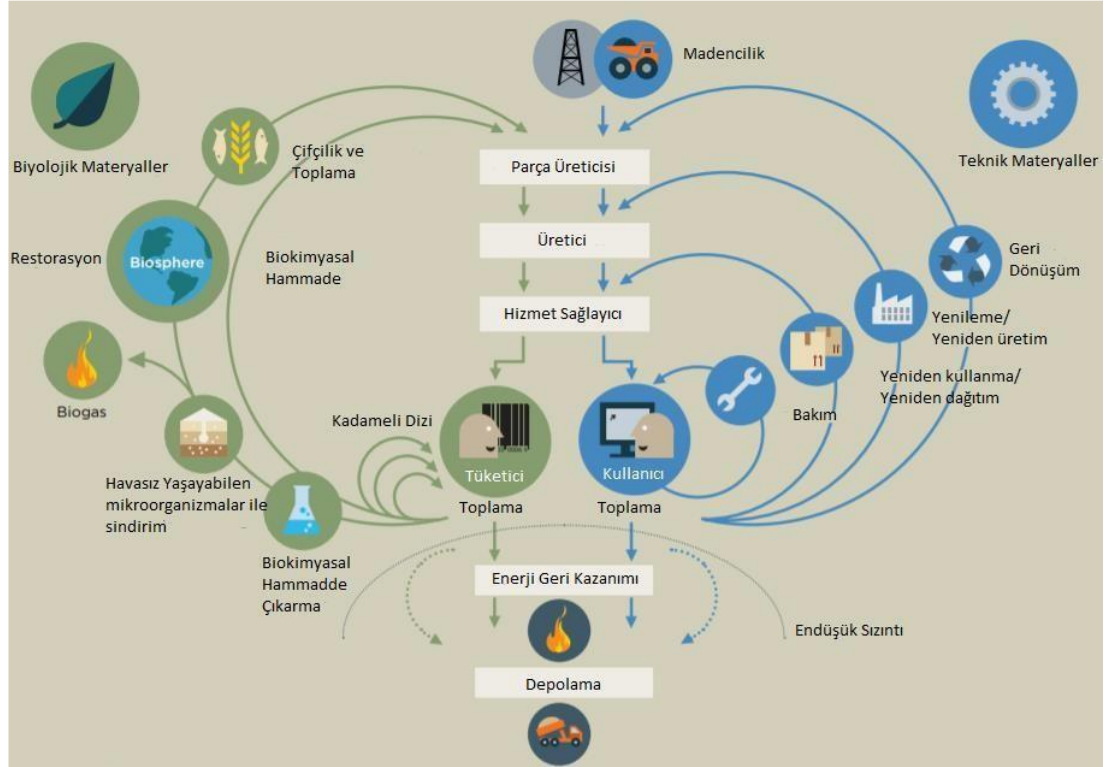 Madencilik
Biyolojik Materyaller
Çifçilik ve
Toplama
Parça Üreticisi
Teknik Materyaller
Restorasyon
Biosphere
Biokimyasal
Hammade
Üretici
Geri
Dönüşüm
Hizmet Sağlayıcı
Yenileme/
Yeniden üretim
Biogas
Yeniden kullanma/
Yeniden dağıtım
Kadameli Dizi
Bakım
Tüketici
Kullanıcı
Havasız Yaşayabilen
mikroorganizmalar ile
sindirim
Toplama
Toplama
Biokimyasal
Hammadde
Çıkarma
Enerji Geri Kazanımı
Endüşük Sızıntı
Depolama